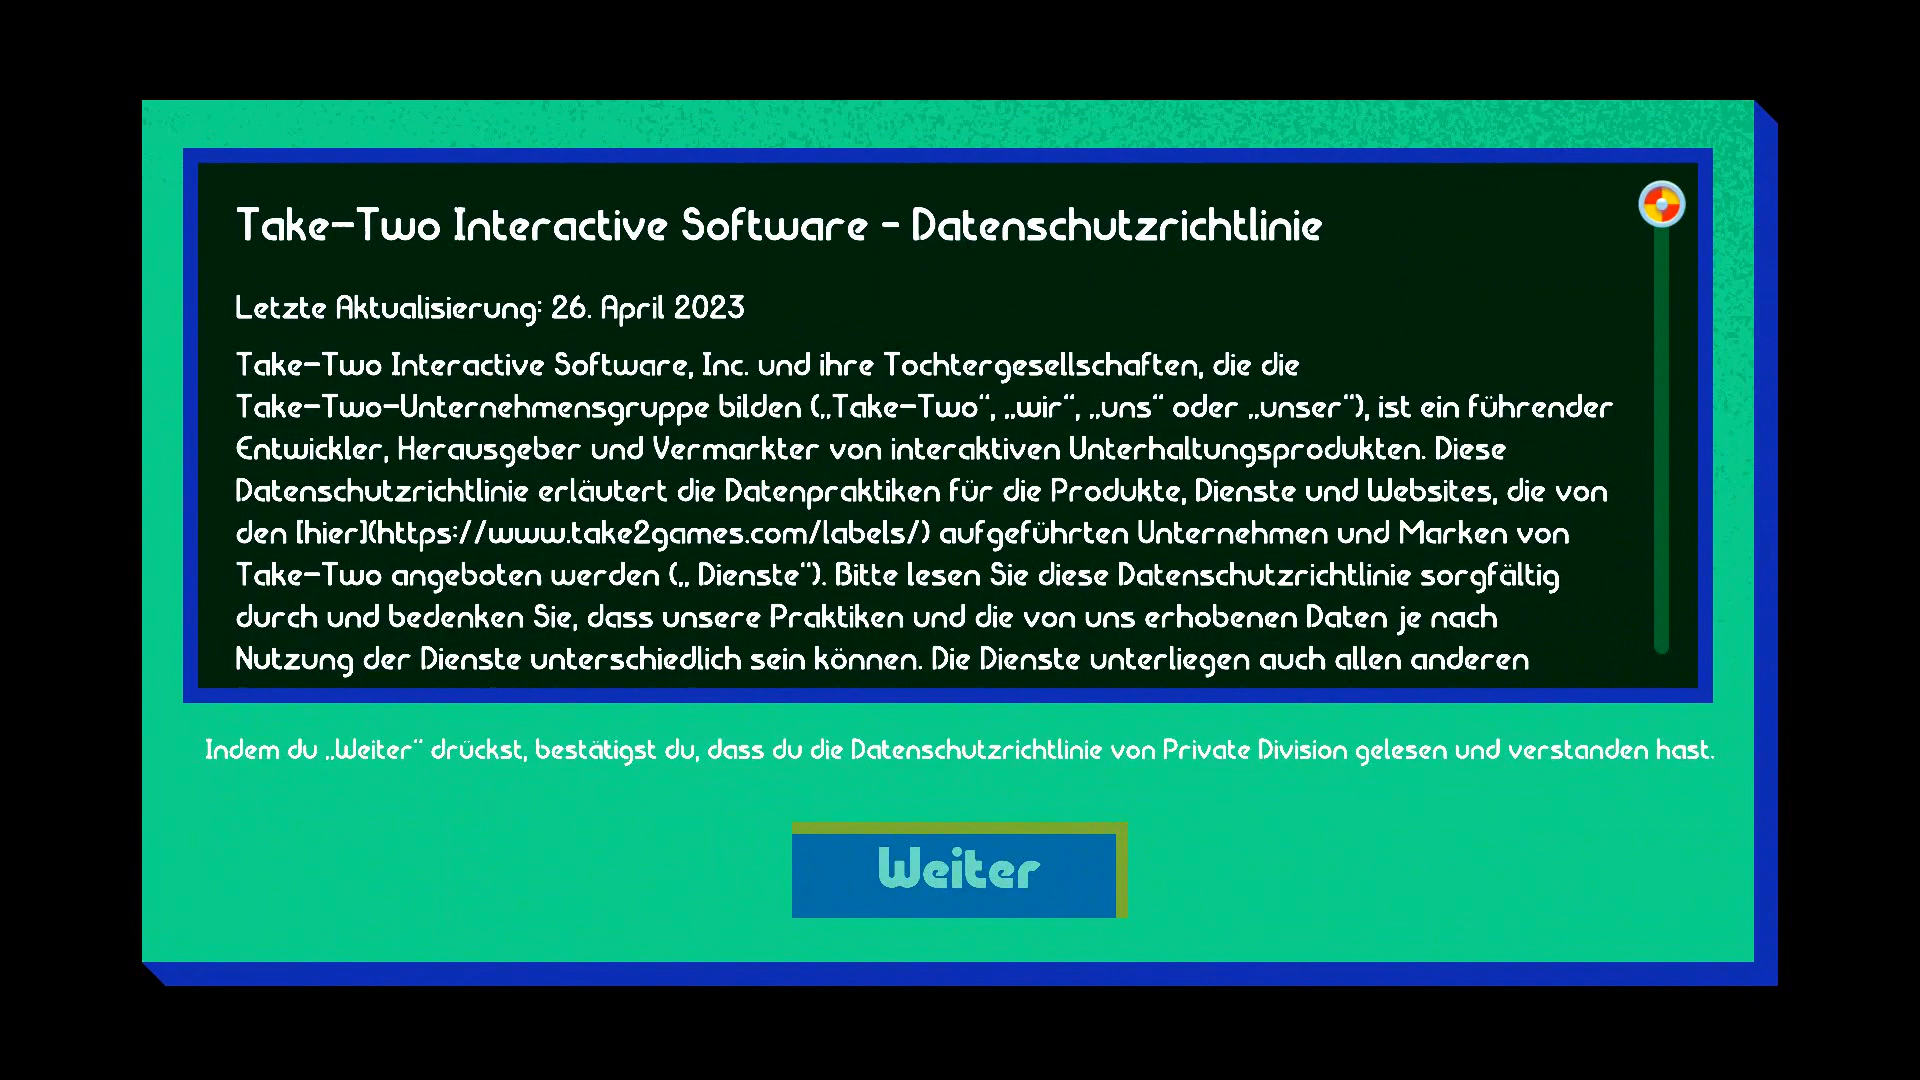 Take-Two Interactive Software - Datenschutzrichtlinie
Letzte Aktualisierung: 26. April 2023
Take-Two Interactive Software, Inc. und ihre Tochtergesellschaften, die die
Take-Two-Unternehmensgruppe bilden („Take-Two“, „wir“, „uns“ oder „unser“), ist ein führender
Entwickler, Herausgeber und Vermarkter von interaktiven Unterhaltungsprodukten. Diese
Datenschutzrichtlinie erläutert die Datenpraktiken für die Produkte, Dienste und Websites, die von
den [hier](https://www.take2games.com/labels/) aufgeführten Unternehmen und Marken von
Take-Two angeboten werden („ Dienste“). Bitte lesen Sie diese Datenschutzrichtlinie sorgfältig
durch und bedenken Sie, dass unsere Praktiken und die von uns erhobenen Daten je nach
Nutzung der Dienste unterschiedlich sein können. Die Dienste unterliegen auch allen anderen
Indem du „Weiter“ drückst, bestätigst du, dass du die Datenschutzrichtlinie von Private Division gelesen und verstanden hast.
Weiter